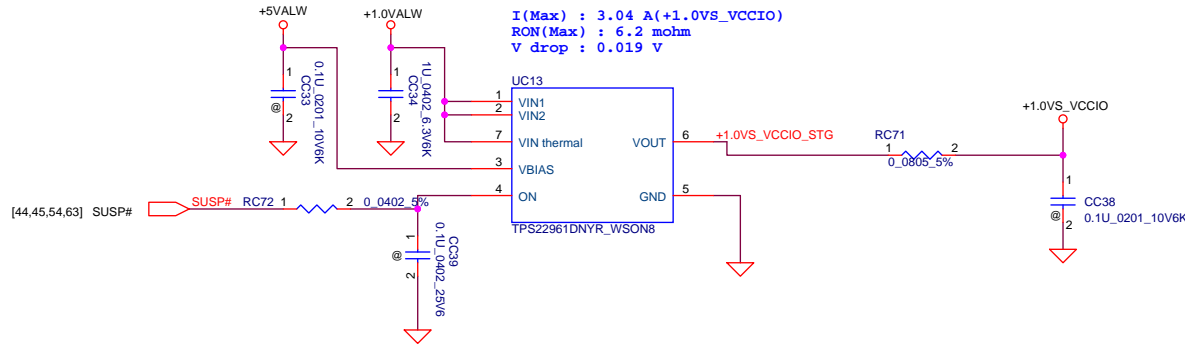 I(Max) : 3.04 A(+1.0VS_VCCIO)
RON(Max) : 6.2 mohm
V drop : 0.019 V
+5VALW
+1.0VALW
1
2
@
CC33
0.1U_0201_10V6K
1
2
CC34
1U_0402_6.3V6K
UC13
1
VIN1
2
VIN2
7
VIN thermal
3
VBIAS
4
ON
VOUT
6
GND
5
TPS22961DNYR_WSON8
+1.0VS_VCCIO_STG
RC71
1
2
0_0805_5%
+1.0VS_VCCIO
1
2
@
CC38
0.1U_0201_10V6K
[44,45,54,63] SUSP#
SUSP#
RC72
1
2
0_0402_5%
1
2
@
CC39
0.1U_0402_25V6